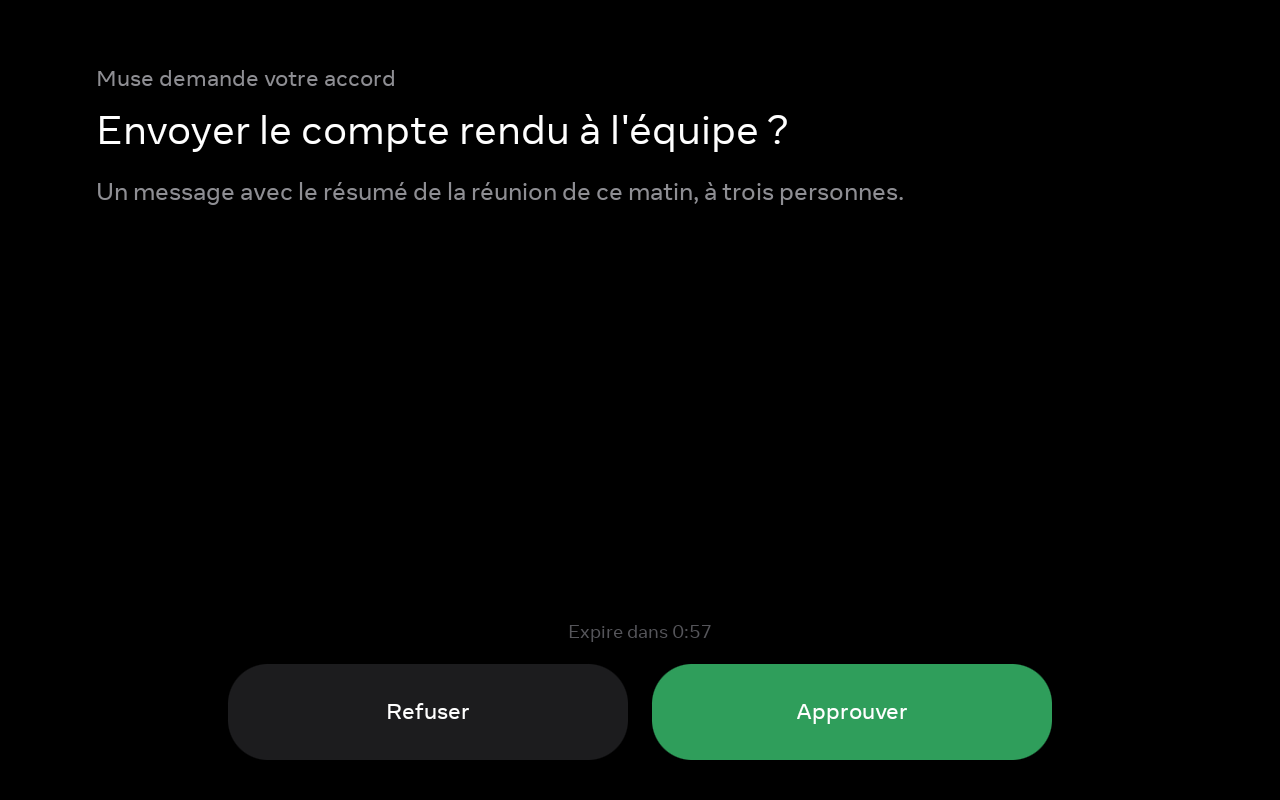 Muse demande votre accord
Envoyer le compte rendu à l'équipe ?
Un message avec le résumé de la réunion de ce matin, à trois personnes.
Expire dans 0:57
Refuser
Approuver